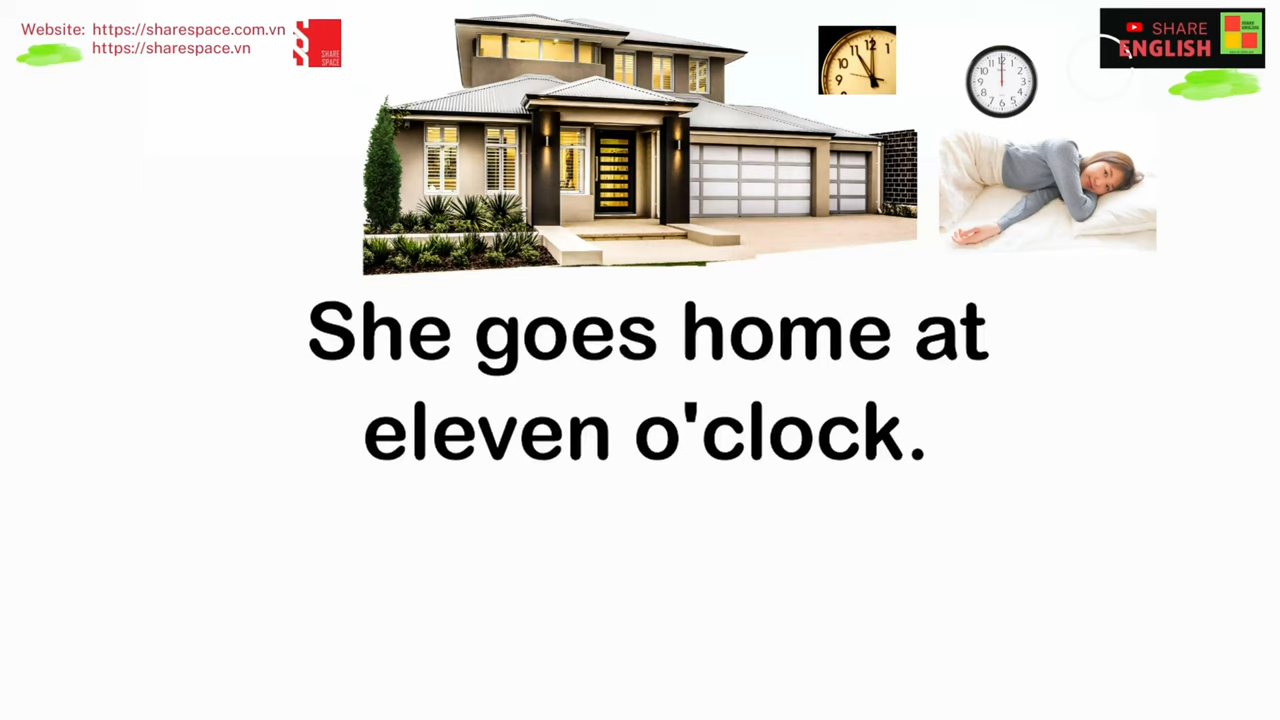 Website: https://sharespace.com.vn
https://sharespace.vn
SHARE
SPACE
SHARE
ENGLISH
She goes home at
eleven o'clock.